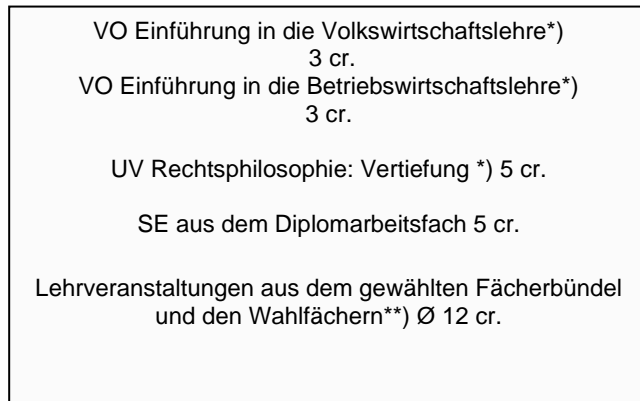 VO Einführung in die Volkswirtschaftslehre*)
3 cr.
VO Einführung in die Betriebswirtschaftslehre*)
3 cr.
UV Rechtsphilosophie: Vertiefung *) 5 cr.
SE aus dem Diplomarbeitsfach 5 cr.
Lehrveranstaltungen aus dem gewählten Fächerbündel
und den Wahlfächern**) Ø 12 cr.